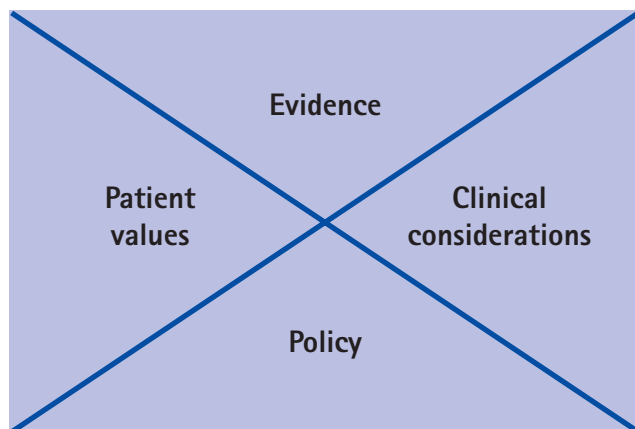 Evidence
Patient
values
Clinical
considerations
Policy